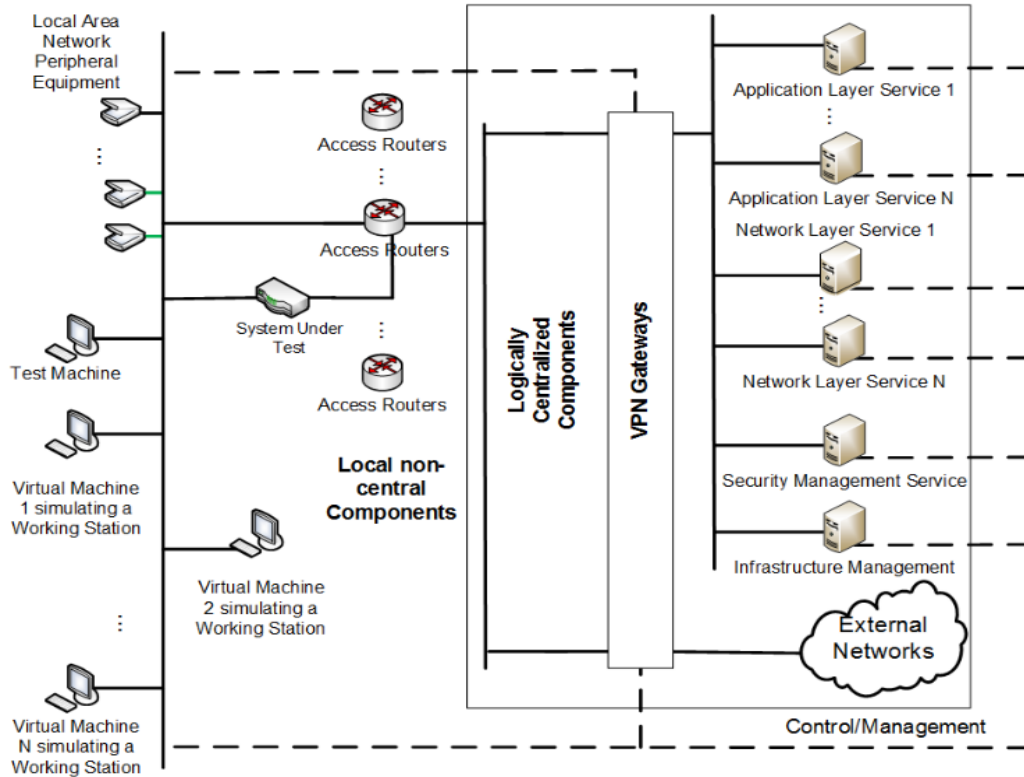 Local Area
Network
Peripheral
Equipment
Access Routers
Access Routers
System Under
Test
Test Machine
Access Routers
Virtual Machine
1 simulating a
Working Station
Local non-
central
Components
Virtual Machine
2 simulating a
Working Station
Virtual Machine
N simulating a
Working Station
Logically
Centralized
Components
VPN Gateways
Application Layer Service 1
Application Layer Service N
Network Layer Service 1
Network Layer Service N
Security Management Service
Infrastructure Management
External
Networks
Control/Management